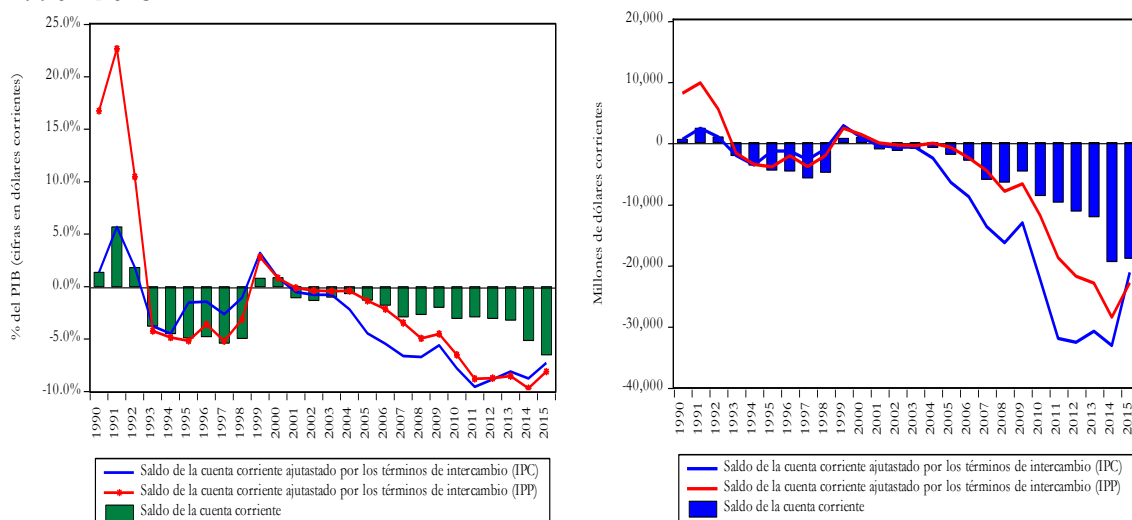 25.0%
20.0%
15.0%
10.0%
5.0%
0.0%
-5.0%
-10.0%
% del PIB (cifras en dólares corrientes)
1990 1991 1992 1993 1994 1995 1996 1997 1998 1999 2000 2001 2002 2003 2004 2005 2006 2007 2008 2009 2010 2011 2012 2013 2014 2015
Saldo de la cuenta corriente ajutastado por los términos de intercambio (IPC)
Saldo de la cuenta corriente ajutastado por los términos de intercambio (IPP)
Saldo de la cuenta corriente
20,000
10,000
0
-10,000
-20,000
-30,000
-40,000
Millones de dólares corrientes
1990 1991 1992 1993 1994 1995 1996 1997 1998 1999 2000 2001 2002 2003 2004 2005 2006 2007 2008 2009 2010 2011 2012 2013 2014 2015
Saldo de la cuenta corriente ajutastado por los términos de intercambio (IPC)
Saldo de la cuenta corriente ajutastado por los términos de intercambio (IPP)
Saldo de la cuenta corriente